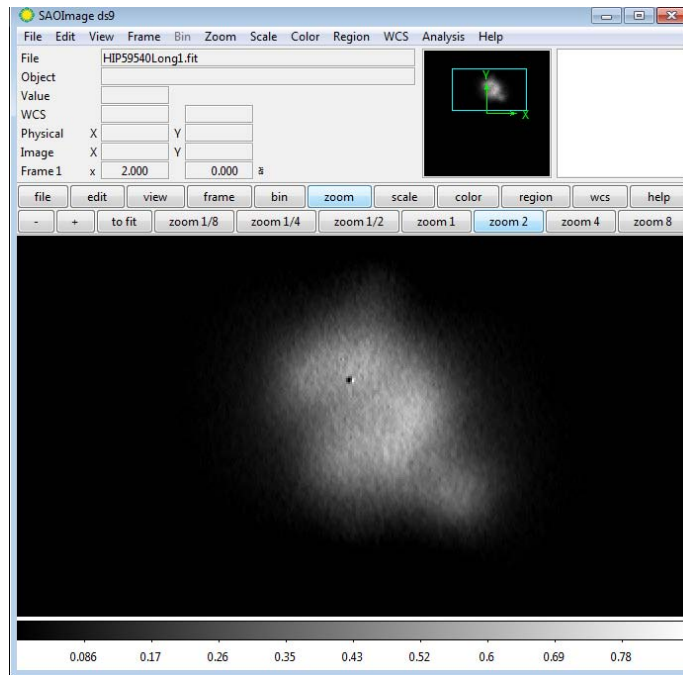 SAOImage ds9
File Edit View Frame Bin Zoom Scale Color Region WCS Analysis Help
File HIP59540Long1.fit
Object
Value
WCS
Physical X Y
Image X Y
Frame 1 x 2.000 0.000
Y
X
file edit view frame bin zoom scale color region wcs help
- + to fit zoom 1/8 zoom 1/4 zoom 1/2 zoom 1 zoom 2 zoom 4 zoom 8
0.086 0.17 0.26 0.35 0.43 0.52 0.6 0.69 0.78